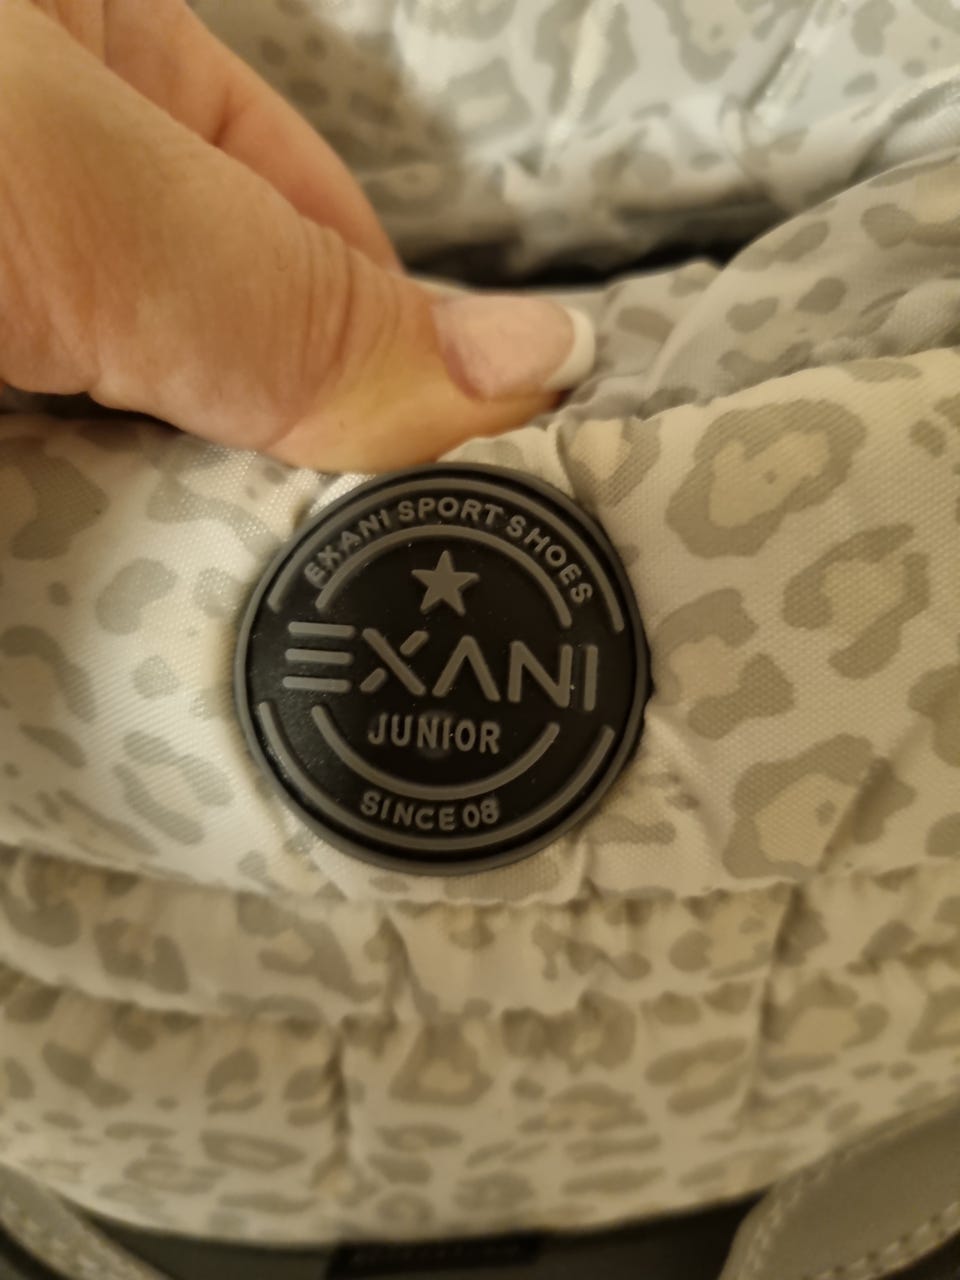 EXANI SPORT SHOES
EXANI
JUNIOR
SINCE 08